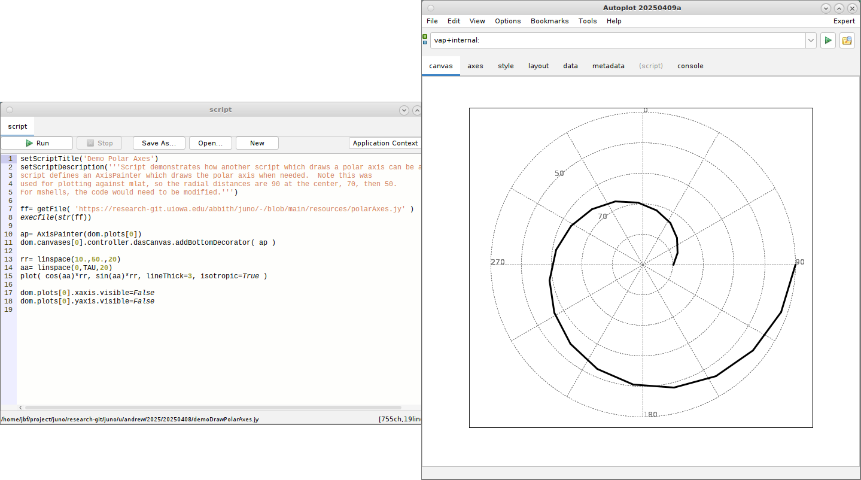 script
script
Run
Stop
Save As..
Open...
New
Application Context
1 setScriptTitle('Demo Polar Axes')
2 setScriptDescription('''Script demonstrates how another script which draws a polar axis can be a
3 script defines an AxisPainter which draws the polar axis when needed. Note this was
4 used for plotting against mlat, so the radial distances are 90 at the center, 70, then 50.
5 For mshells, the code would need to be modified.''')
6
7 ff= getFile( 'https://research-git.uiowa.edu/abbith/juno/-/blob/main/resources/polarAxes.jy' )
8 execfile(str(ff))
9
10 ap= AxisPainter(dom.plots[0])
11 dom.canvases[0].controller.dasCanvas.addBottomDecorator( ap )
12
13 rr= linspace(10.,60.,20)
14 aa= linspace(0,TAU,20)
15 plot( cos(aa)*rr, sin(aa)*rr, lineThick=3, isotropic=True )
16
17 dom.plots[0].xaxis.visible=False
18 dom.plots[0].yaxis.visible=False
19
/home/jbf/project/juno/research-git/juno/u/andrew/2025/20250408/demoDrawPolarAxes.jy
[755ch,19lin
Autoplot 20250409a
File Edit View Options Bookmarks Tools Help Expert
vap+internal:
canvas axes style layout data metadata (script) console
0
50
70
270
90
180